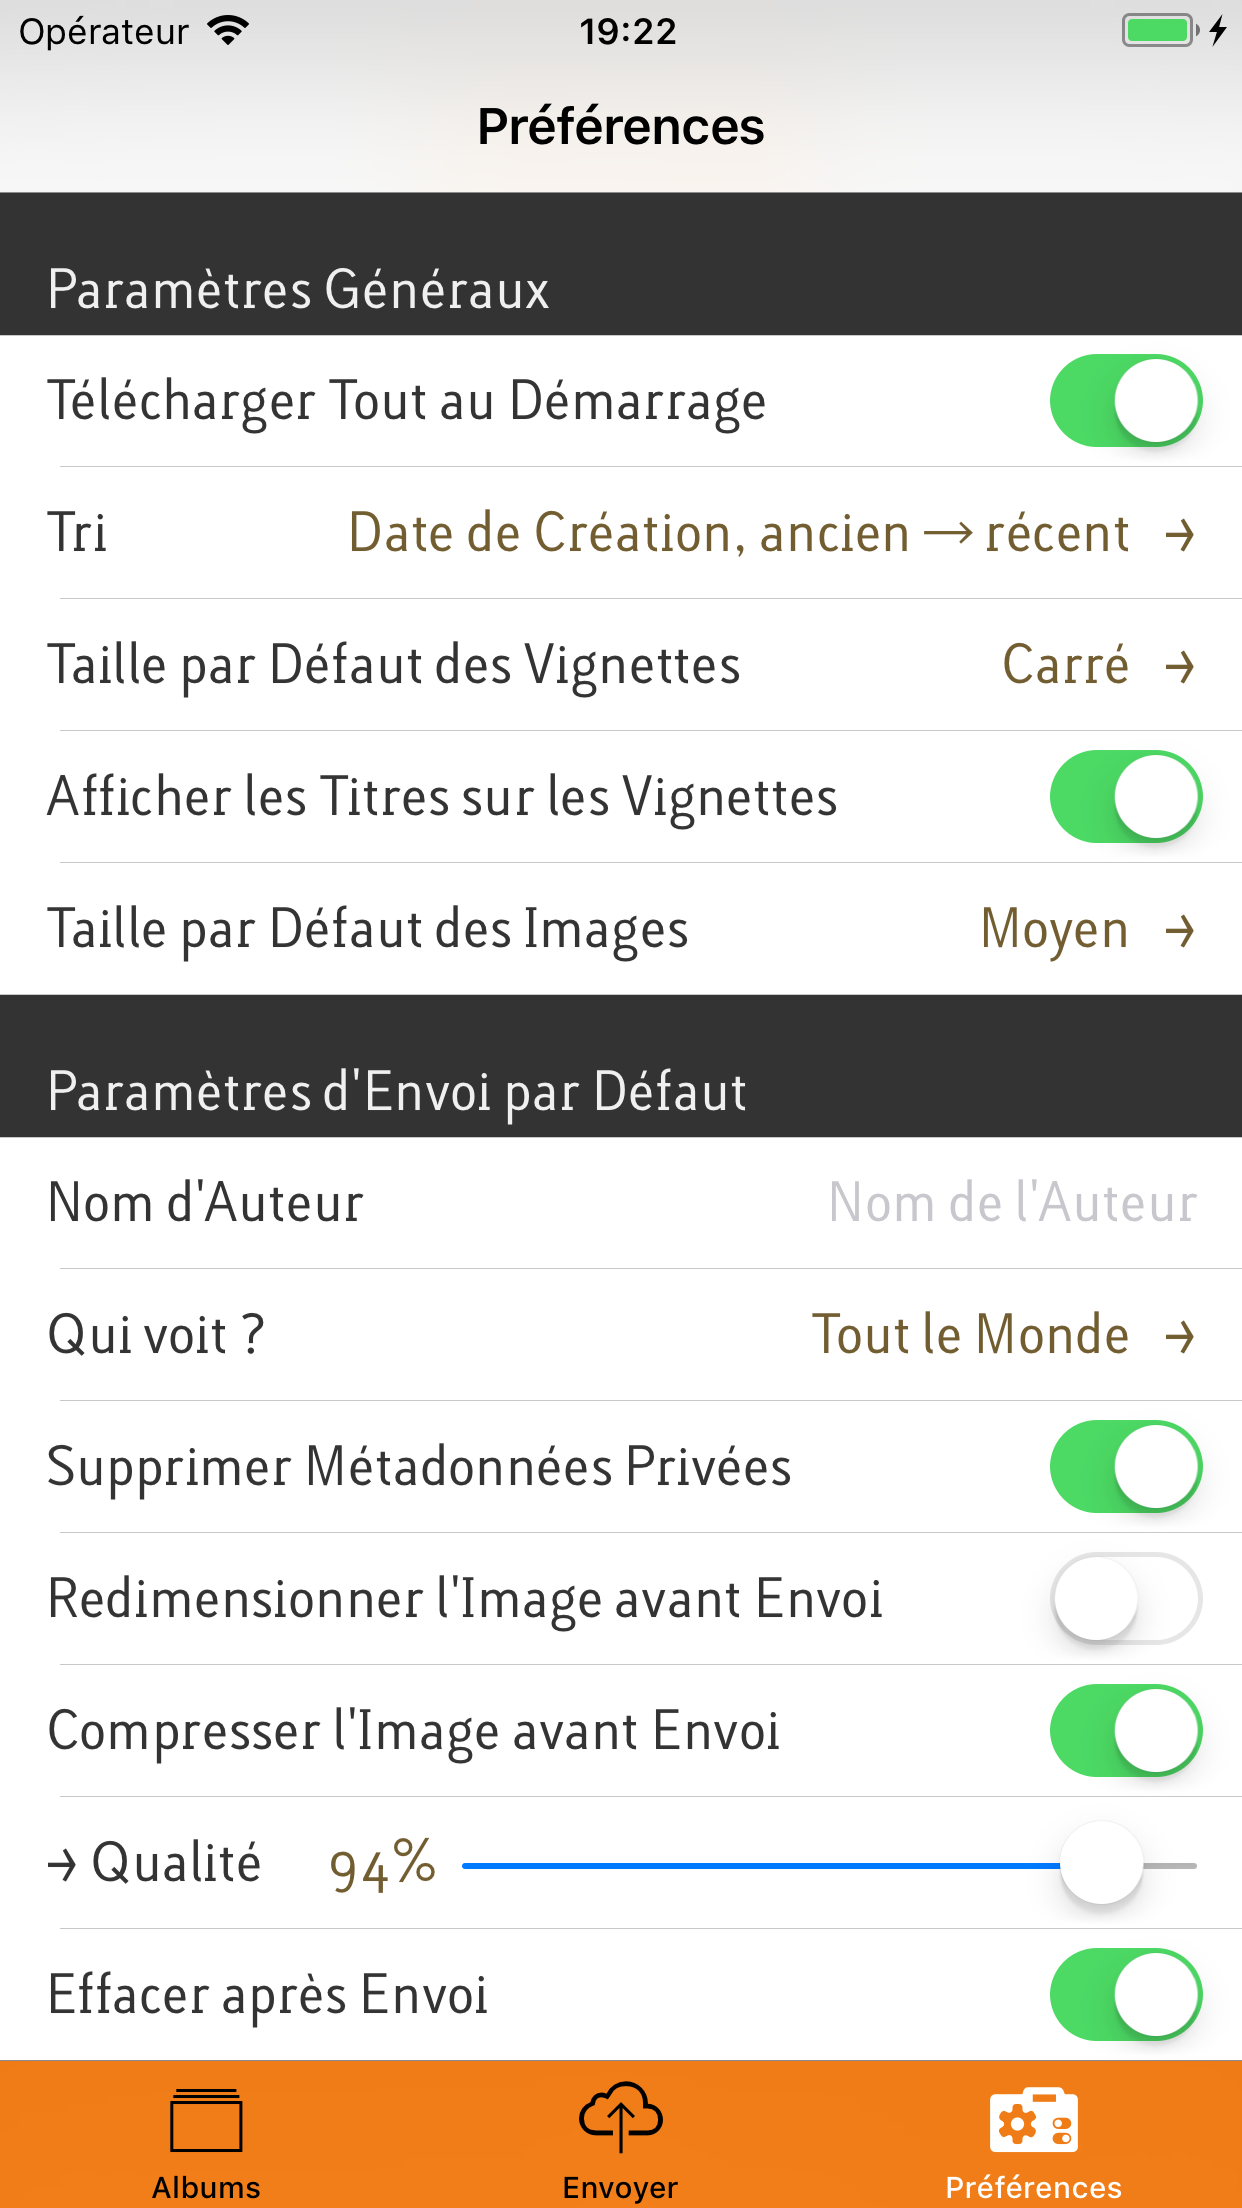 Opérateur 19:22
Préférences
Paramètres Généraux
Télécharger Tout au Démarrage
Tri Date de Création, ancien → récent →
Taille par Défaut des Vignettes Carré →
Afficher les Titres sur les Vignettes
Taille par Défaut des Images Moyen →
Paramètres d'Envoi par Défaut
Nom d'Auteur Nom de l'Auteur
Qui voit ? Tout le Monde →
Supprimer Métadonnées Privées
Redimensionner l'Image avant Envoi
Compresser l'Image avant Envoi
→ Qualité 94%
Effacer après Envoi
Albums Envoyer Préférences